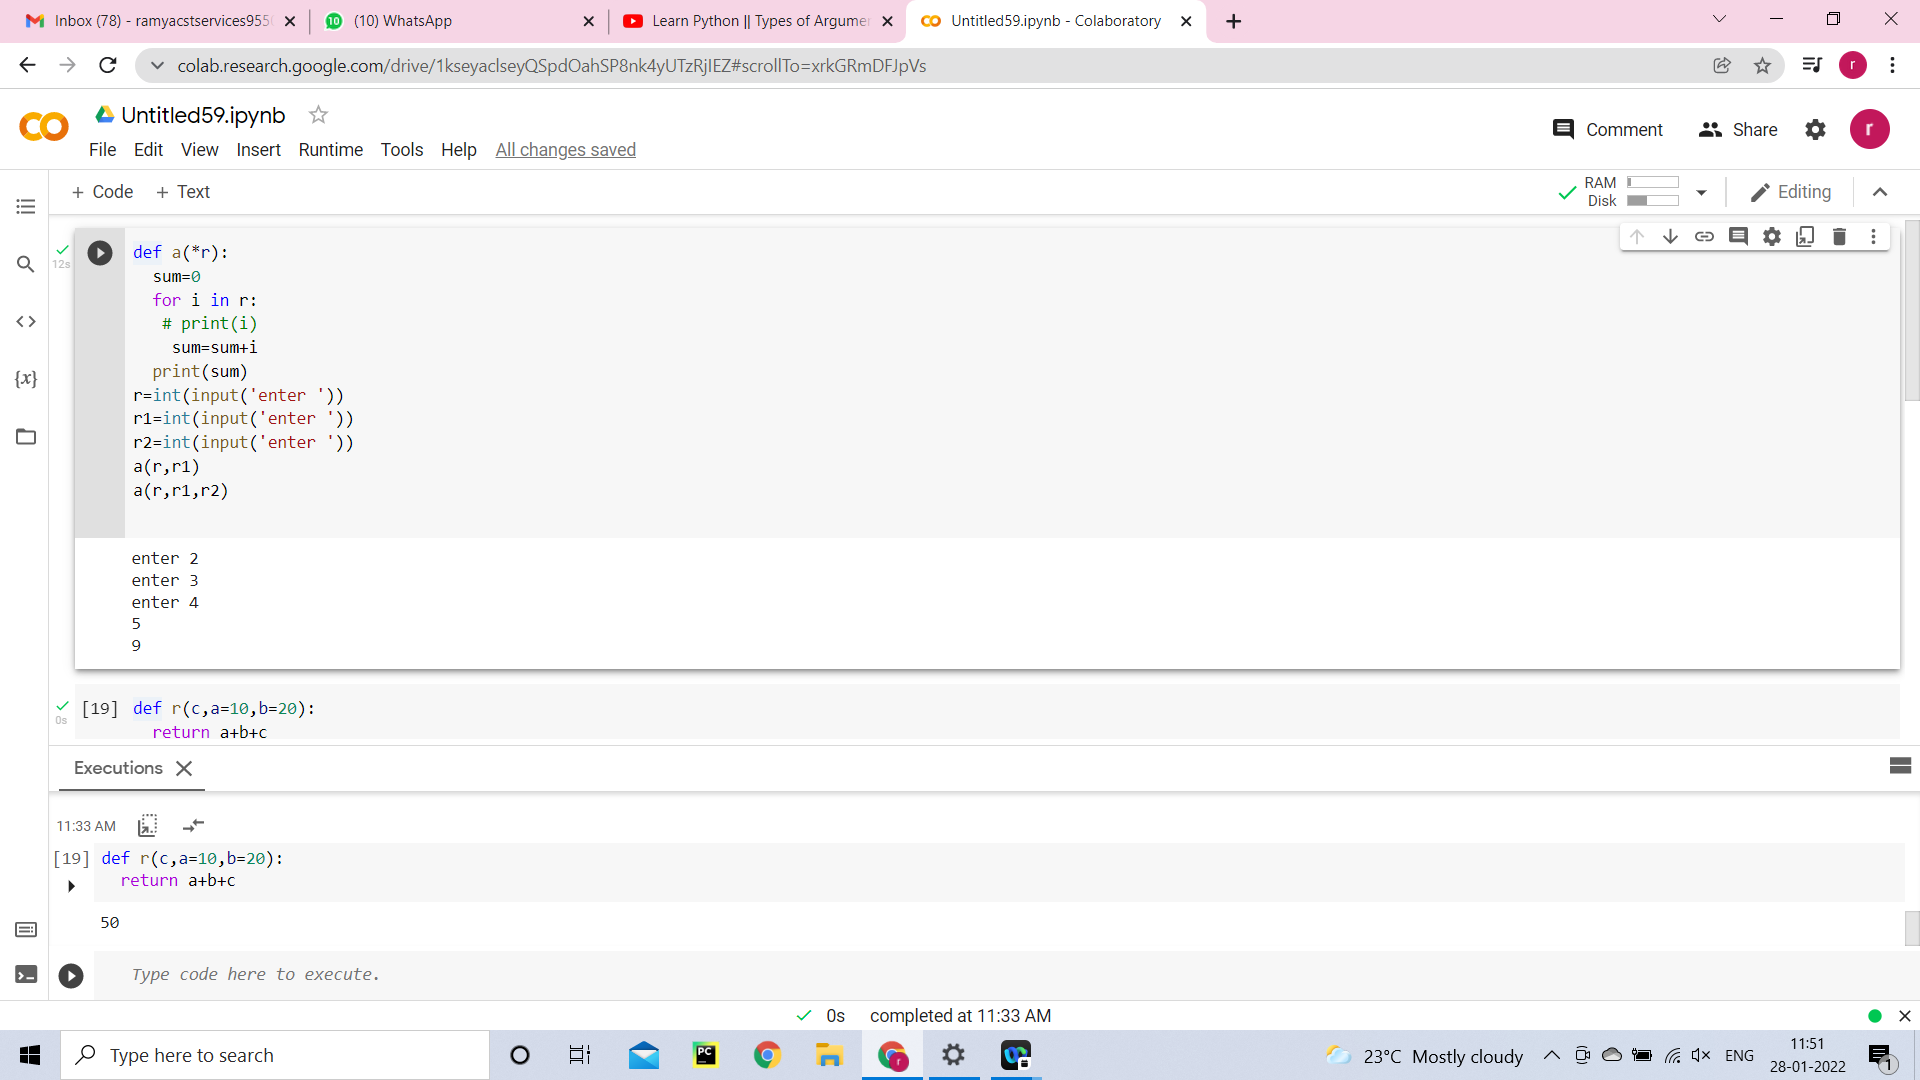 Inbox (78) - ramyacstservices955
(10) WhatsApp
Learn Python || Types of Argume
Untitled59.ipynb - Colaboratory
colab.research.google.com/drive/1kseyaclseyQSpdOahSP8nk4yUTzRjIEZ#scrollTo=xrkGRmDFJpVs
r
Untitled59.ipynb
Comment
Share
r
File Edit View Insert Runtime Tools Help All changes saved
+ Code + Text
RAM
Disk
Editing
12s
def a(*r):
sum=0
for i in r:
# print(i)
sum=sum+i
print(sum)
r=int(input('enter '))
r1=int(input('enter '))
r2=int(input('enter '))
a(r,r1)
a(r,r1,r2)
enter 2
enter 3
enter 4
5
9
0s
[19] def r(c,a=10,b=20):
return a+b+c
Executions
11:33 AM
[19] def r(c,a=10,b=20):
return a+b+c
50
Type code here to execute.
0s completed at 11:33 AM
Type here to search
23°C Mostly cloudy
ENG
11:51
28-01-2022
1